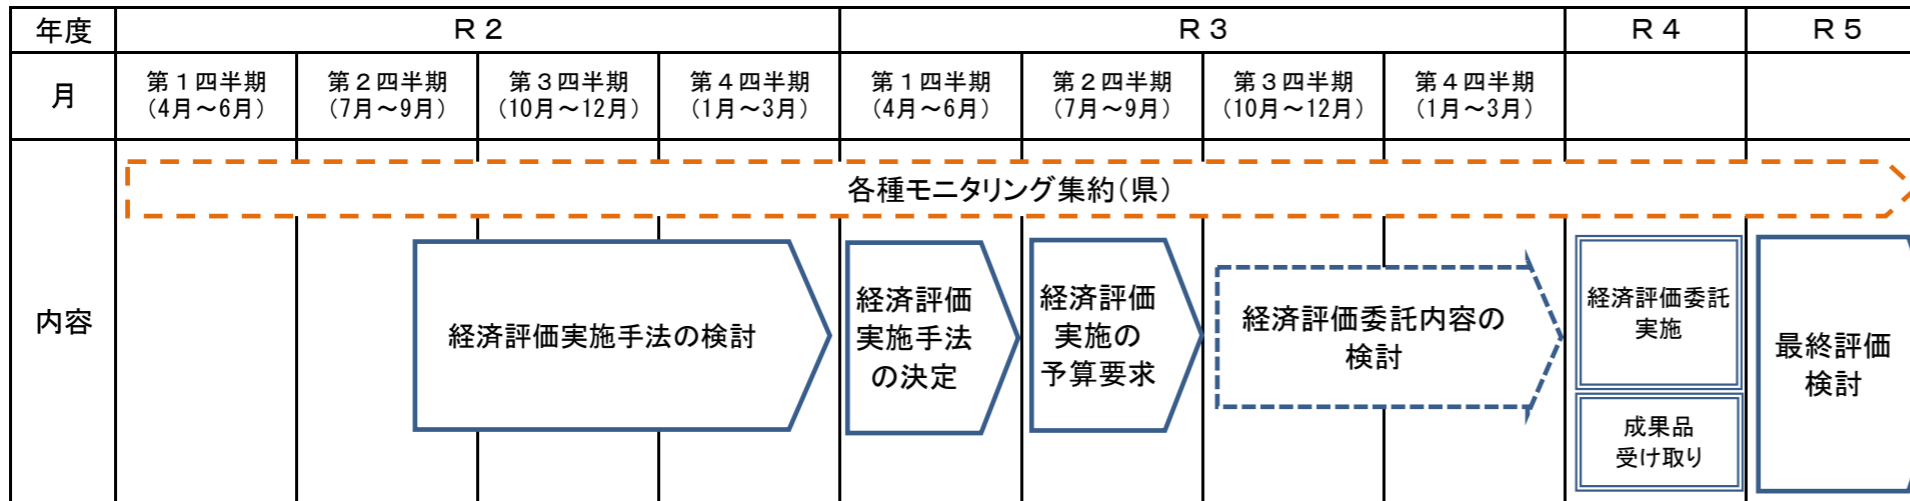 年度 Ｒ２ Ｒ３ Ｒ４ Ｒ５
月
第１四半期
(4月～6月)
第２四半期
(7月～9月)
第３四半期
(10月～12月)
第４四半期
(1月～3月)
第１四半期
(4月～6月)
第２四半期
(7月～9月)
第３四半期
(10月～12月)
第４四半期
(1月～3月)
内容
各種モニタリング集約（県）
経済評価実施手法の検討
経済評価
実施手法
の決定
経済評価
実施の
予算要求
経済評価委託内容の
検討
経済評価委託
実施
成果品
受け取り
最終評価
検討